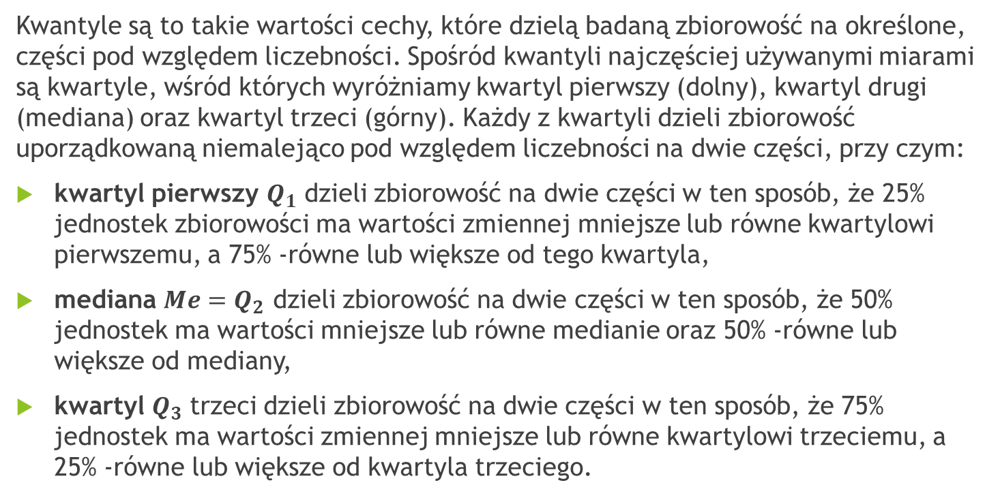 Kwantyle są to takie wartości cechy, które dzielą badaną zbiorowość na określone,
części pod względem liczebności. Spośród kwantyli najczęściej używanymi miarami
są kwartyle, wśród których wyróżniamy kwartyl pierwszy (dolny), kwartyl drugi
(mediana) oraz kwartyl trzeci (górny). Każdy z kwartyli dzieli zbiorowość
uporządkowaną niemalejąco pod względem liczebności na dwie części, przy czym:
kwartyl pierwszy Q₁ dzieli zbiorowość na dwie części w ten sposób, że 25%
jednostek zbiorowości ma wartości zmiennej mniejsze lub równe kwartylowi
pierwszemu, a 75% -równe lub większe od tego kwartyla,
mediana Me = Q₂ dzieli zbiorowość na dwie części w ten sposób, że 50%
jednostek ma wartości mniejsze lub równe medianie oraz 50% -równe lub
większe od mediany,
kwartyl Q₃ trzeci dzieli zbiorowość na dwie części w ten sposób, że 75%
jednostek ma wartości zmiennej mniejsze lub równe kwartylowi trzeciemu, a
25% -równe lub większe od kwartyla trzeciego.